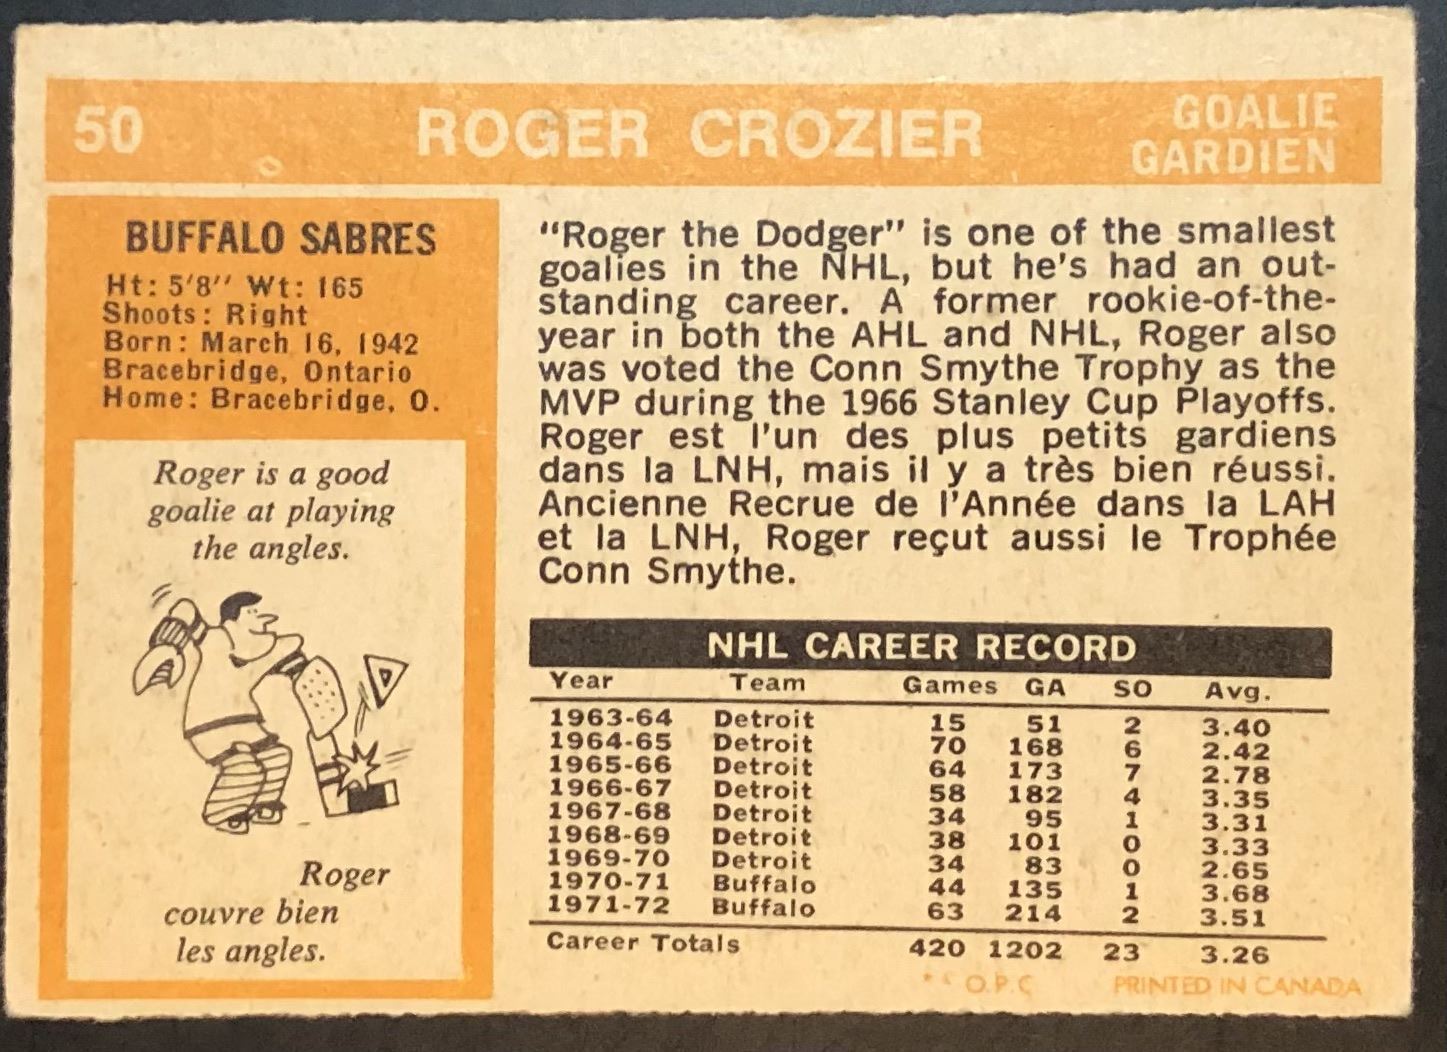 50 ROGER CROZIER GOALIE
GARDIEN
BUFFALO SABRES
Ht: 5'8'' Wt: 165
Shoots: Right
Born: March 16, 1942
Bracebridge, Ontario
Home: Bracebridge, O.
Roger is a good
goalie at playing
the angles.
Roger
couvre bien
les angles.
"Roger the Dodger" is one of the smallest
goalies in the NHL, but he's had an out-
standing career. A former rookie-of-the-
year in both the AHL and NHL, Roger also
was voted the Conn Smythe Trophy as the
MVP during the 1966 Stanley Cup Playoffs.
Roger est l'un des plus petits gardiens
dans la LNH, mais il y a très bien réussi.
Ancienne Recrue de l'Année dans la LAH
et la LNH, Roger reçut aussi le Trophée
Conn Smythe.
NHL CAREER RECORD
Year Team Games GA SO Avg.
1963-64 Detroit 15 51 2 3.40
1964-65 Detroit 70 168 6 2.42
1965-66 Detroit 64 173 7 2.78
1966-67 Detroit 58 182 4 3.35
1967-68 Detroit 34 95 1 3.31
1968-69 Detroit 38 101 0 3.33
1969-70 Detroit 34 83 0 2.65
1970-71 Buffalo 44 135 1 3.68
1971-72 Buffalo 63 214 2 3.51
Career Totals 420 1202 23 3.26
** O.P.C PRINTED IN CANADA